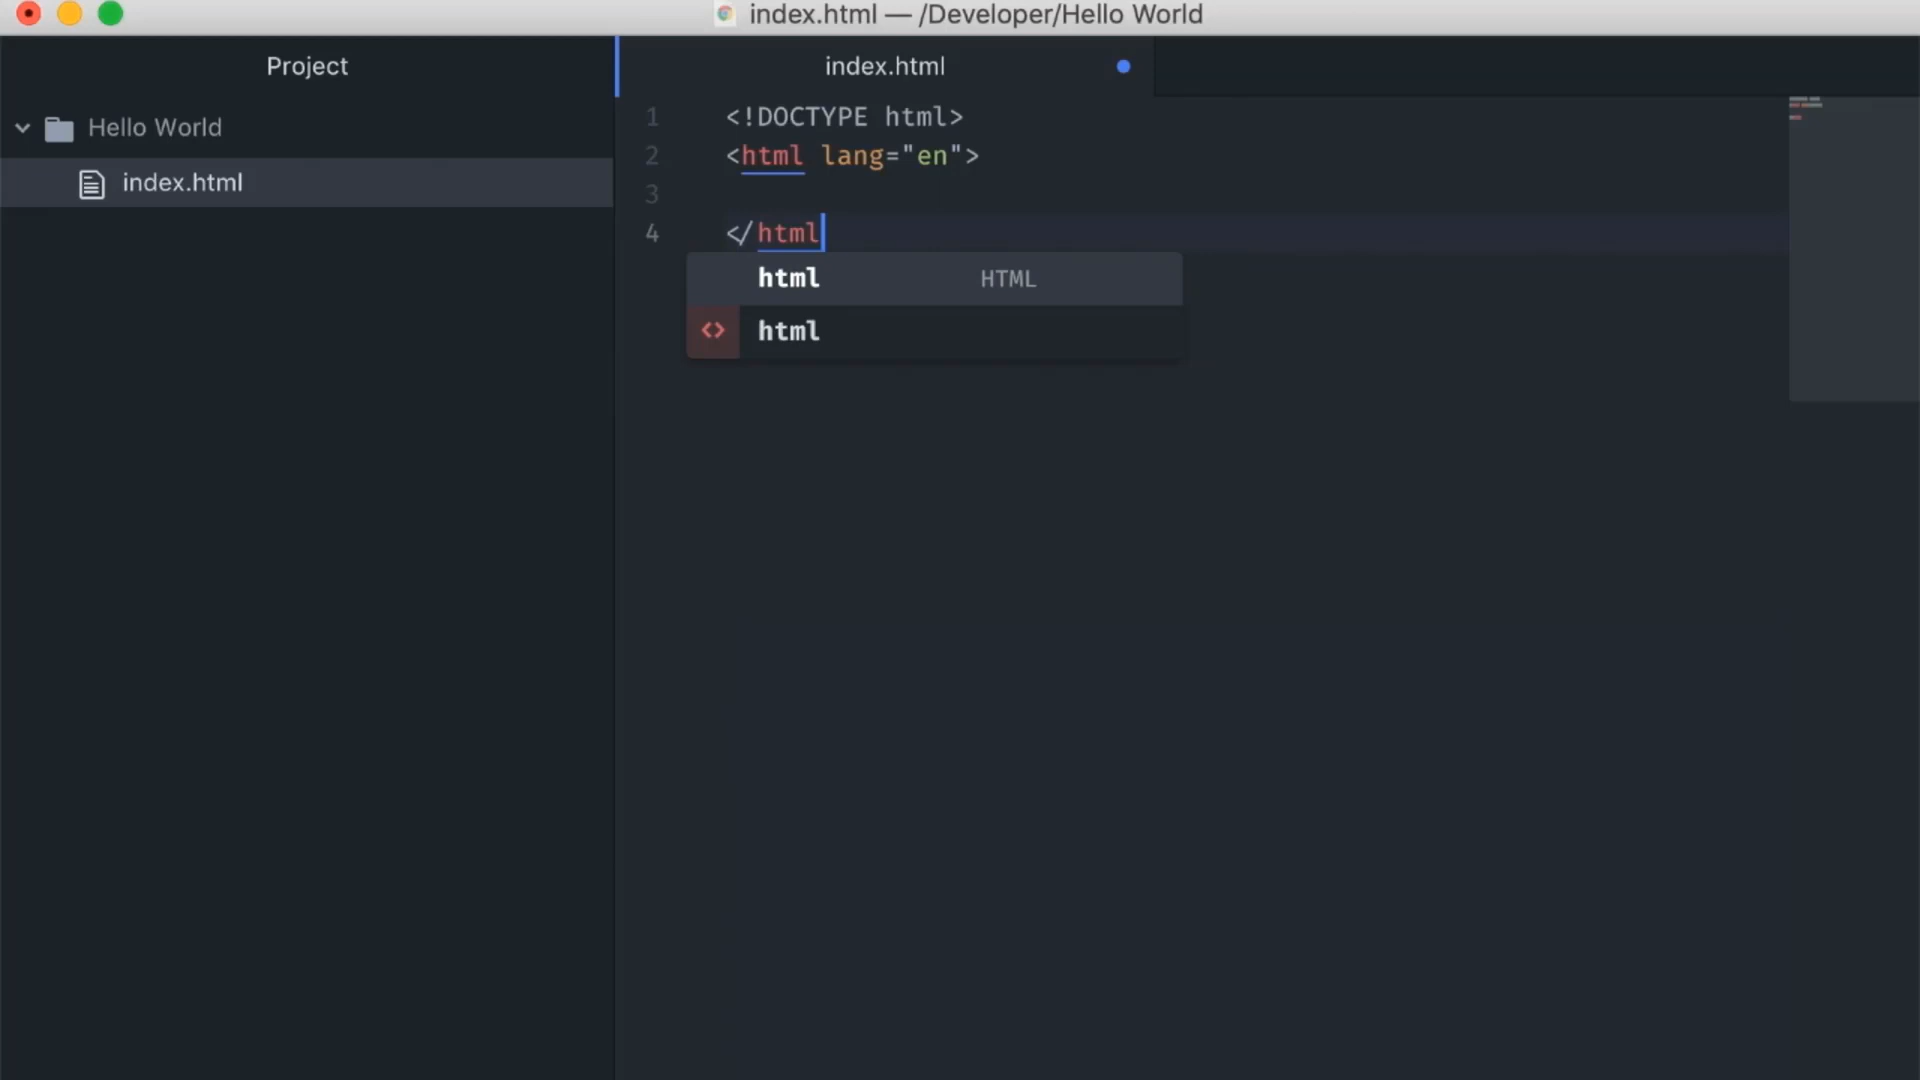 index.html — /Developer/Hello World
Project
Hello World
index.html
index.html
1 <!DOCTYPE html>
2 <html lang="en">
3
4 </html
html HTML
<> html